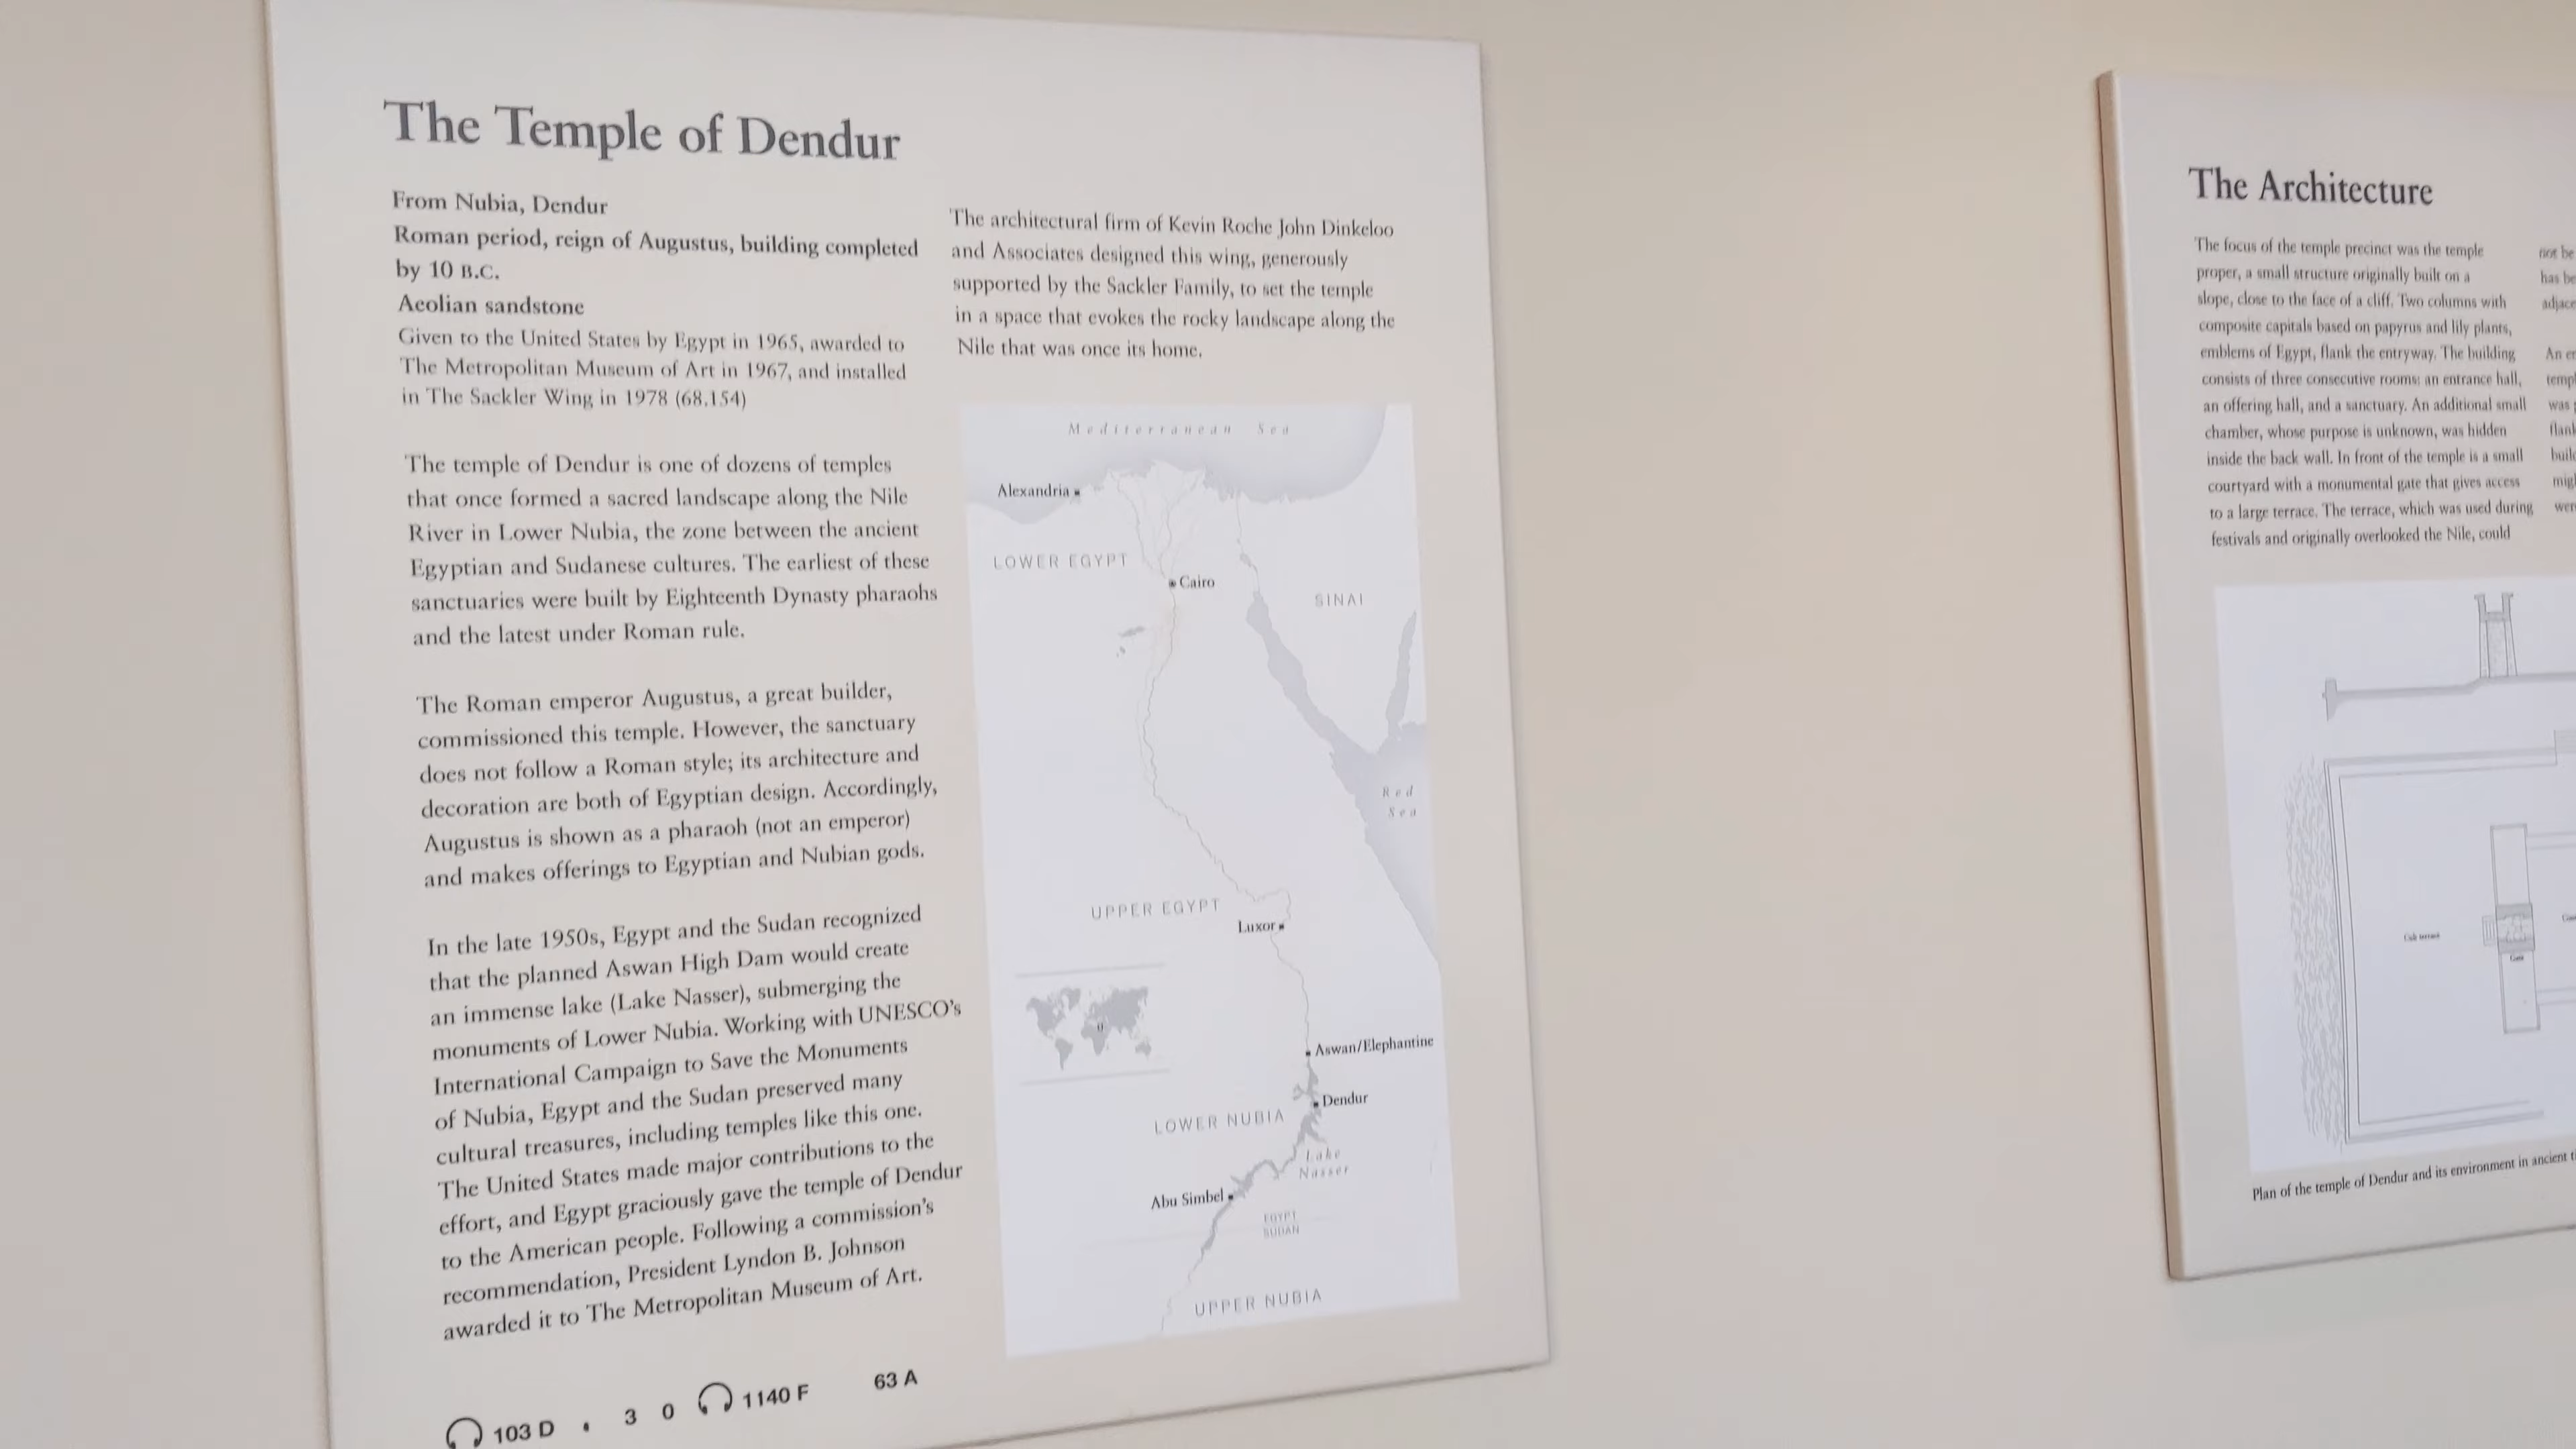 The Temple of Dendur
From Nubia, Dendur
Roman period, reign of Augustus, building completed
by 10 B.C.
Aeolian sandstone
Given to the United States by Egypt in 1965, awarded to
The Metropolitan Museum of Art in 1967, and installed
in The Sackler Wing in 1978 (68.154)
The temple of Dendur is one of dozens of temples
that once formed a sacred landscape along the Nile
River in Lower Nubia, the zone between the ancient
Egyptian and Sudanese cultures. The earliest of these
sanctuaries were built by Eighteenth Dynasty pharaohs
and the latest under Roman rule.
The Roman emperor Augustus, a great builder,
commissioned this temple. However, the sanctuary
does not follow a Roman style; its architecture and
decoration are both of Egyptian design. Accordingly,
Augustus is shown as a pharaoh (not an emperor)
and makes offerings to Egyptian and Nubian gods.
In the late 1950s, Egypt and the Sudan recognized
that the planned Aswan High Dam would create
an immense lake (Lake Nasser), submerging the
monuments of Lower Nubia. Working with UNESCO's
International Campaign to Save the Monuments
of Nubia, Egypt and the Sudan preserved many
cultural treasures, including temples like this one.
The United States made major contributions to the
effort, and Egypt graciously gave the temple of Dendur
to the American people. Following a commission's
recommendation, President Lyndon B. Johnson
awarded it to The Metropolitan Museum of Art.
103 D
3 0
1140 F
63 A
The architectural firm of Kevin Roche John Dinkeloo
and Associates designed this wing, generously
supported by the Sackler Family, to set the temple
in a space that evokes the rocky landscape along the
Nile that was once its home.
Mediterranean Sea
Alexandria
LOWER EGYPT
Cairo
SINAI
Red
Sea
UPPER EGYPT
Luxor
Aswan/Elephantine
Dendur
LOWER NUBIA
Lake
Nasser
Abu Simbel
EGYPT
SUDAN
UPPER NUBIA
The Architecture
The focus of the temple precinct was the temple
proper, a small structure originally built on a
slope, close to the face of a cliff. Two columns with
composite capitals based on papyrus and lily plants,
emblems of Egypt, flank the entryway. The building
consists of three consecutive rooms: an entrance hall,
an offering hall, and a sanctuary. An additional small
chamber, whose purpose is unknown, was hidden
inside the back wall. In front of the temple is a small
courtyard with a monumental gate that gives access
to a large terrace. The terrace, which was used during
festivals and originally overlooked the Nile, could
not be
has be
adjace
An en
templ
was p
flank
build
migh
were
Gate
Plan of the temple of Dendur and its environment in ancient t